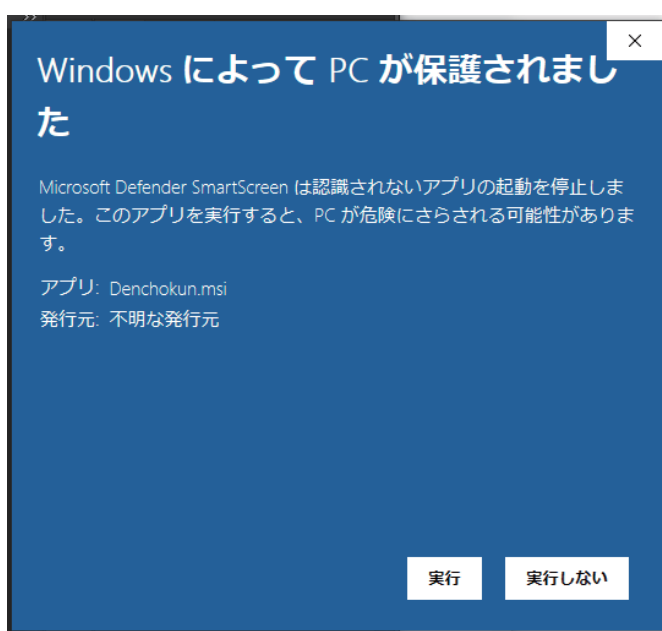 Windows によって PC が保護されまし
た
Microsoft Defender SmartScreen は認識されないアプリの起動を停止しま
した。このアプリを実行すると、PC が危険にさらされる可能性がありま
す。
アプリ: Denchokun.msi
発行元: 不明な発行元
実行 実行しない